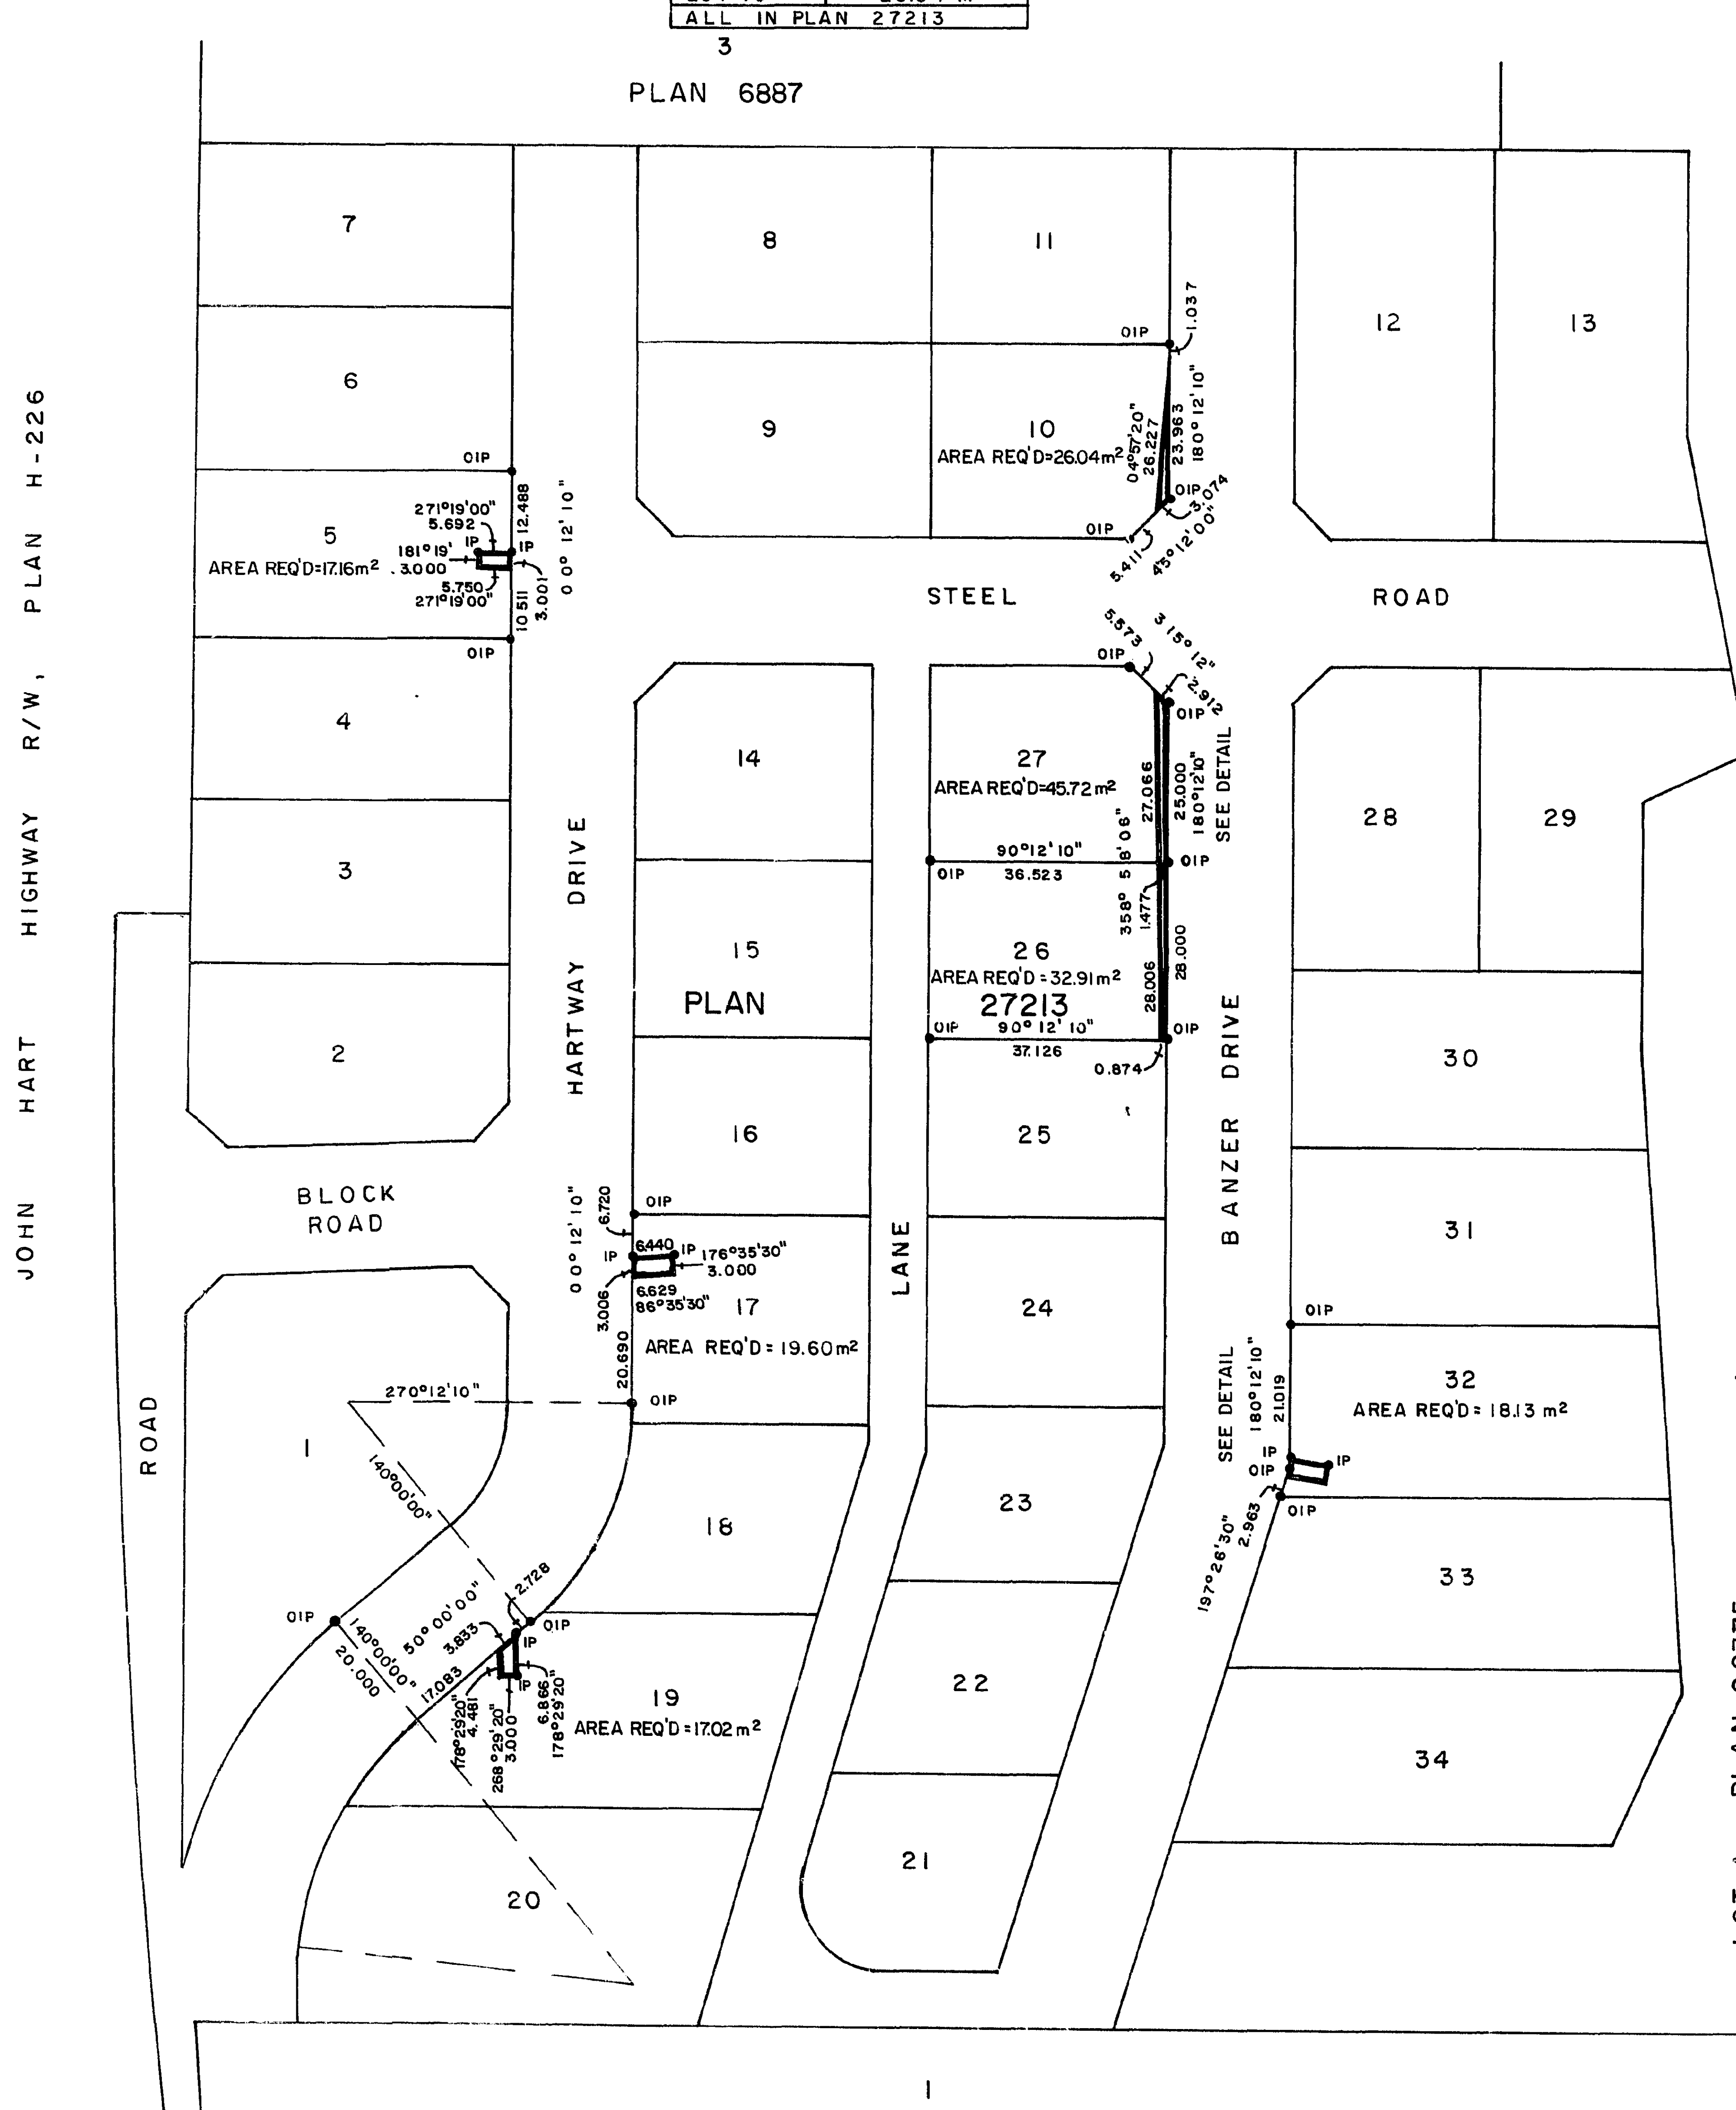 ALL IN PLAN 27213
3
PLAN 6887
7
8
11
12
13
1.037
OIP
6
9
10
AREA REQ'D=26.04m²
04°57'20"
26.227
23.963
180°12'10"
OIP
3.074
45°12'00"
5.411
OIP
OIP
12.488
00°12'10"
271°19'00"
5.692
5
IP
IP
181°19'
3.000
AREA REQ'D=17.16m²
5.750
271°19'00"
10.511
3.001
OIP
STEEL ROAD
JOHN HART HIGHWAY R/W, PLAN H-226
5.573
315°12"
2.912
OIP
OIP
4
14
27
AREA REQ'D=45.72m²
27.066
25.000
180°12'10"
SEE DETAIL
28
29
3
HARTWAY DRIVE
90°12'10"
36.523
OIP
OIP
358°58'06"
1.477
15
26
AREA REQ'D=32.91m²
28.006
28.000
PLAN 27213
OIP
90°12'10"
37.126
OIP
0.874
BANZER DRIVE
2
30
16
25
BLOCK
ROAD
31
00°12'10"
6.720
OIP
LANE
IP
6.440
IP
176°35'30"
3.000
6.629
86°35'30"
3.006
17
AREA REQ'D=19.60m²
20.690
24
OIP
SEE DETAIL
180°12'10"
21.019
32
AREA REQ'D=18.13 m²
270°12'10"
OIP
ROAD
1
140°00'00"
IP
OIP
IP
OIP
2.963
197°26'30"
18
23
33
2.728
50°00'00"
OIP
OIP
3.833
IP
140°00'00"
20.000
17.083
IP
178°29'20"
4.481
268°29'20"
3.000
6.866
178°29'20"
19
AREA REQ'D=17.02m²
22
34
21
20
1